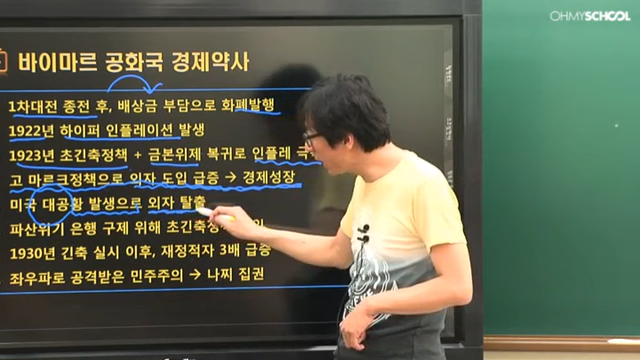 OHMYSCHOOL
바이마르 공화국 경제약사
1차대전 종전 후, 배상금 부담으로 화폐발행
1922년 하이퍼 인플레이션 발생
1923년 초긴축정책 + 금본위제 복귀로 인플레
고 마르크정책으로 외자 도입 급증 → 경제성장
미국 대공황 발생으로 외자 탈출
파산위기 은행 구제 위해
1930년 긴축 실시 이후, 재정적자 3배 급증
좌우파로 공격받은 민주주의 → 나찌 집권